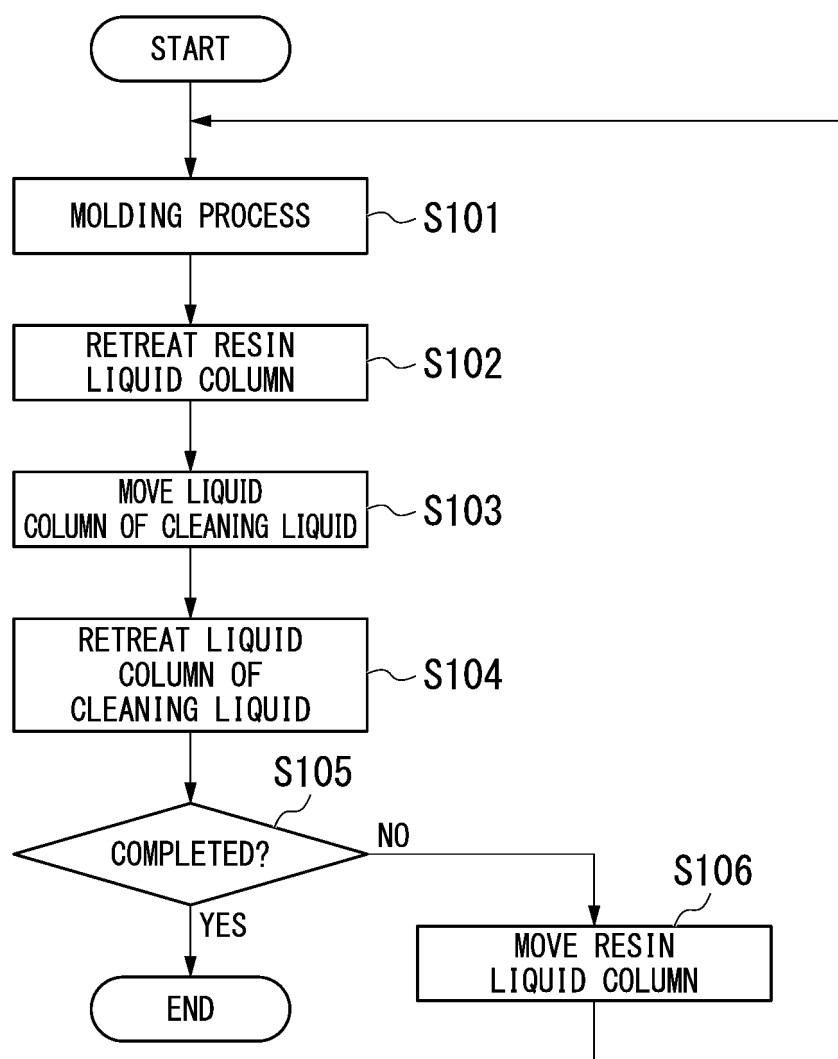 START
MOLDING PROCESS
S101
RETREAT RESIN
LIQUID COLUMN
S102
MOVE LIQUID
COLUMN OF CLEANING LIQUID
S103
RETREAT LIQUID
COLUMN OF
CLEANING LIQUID
S104
S105
COMPLETED?
NO
YES
S106
MOVE RESIN
LIQUID COLUMN
END